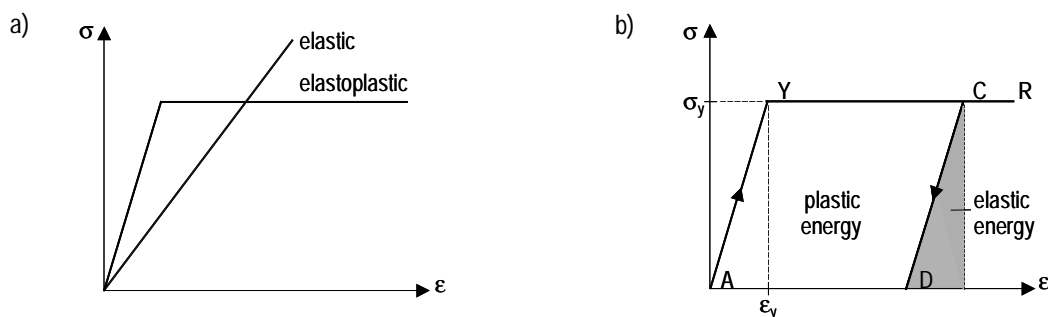 a)
σ
elastic
elastoplastic
ε
b)
σ
Y
C
R
σy
plastic
energy
elastic
energy
A
D
εy
ε